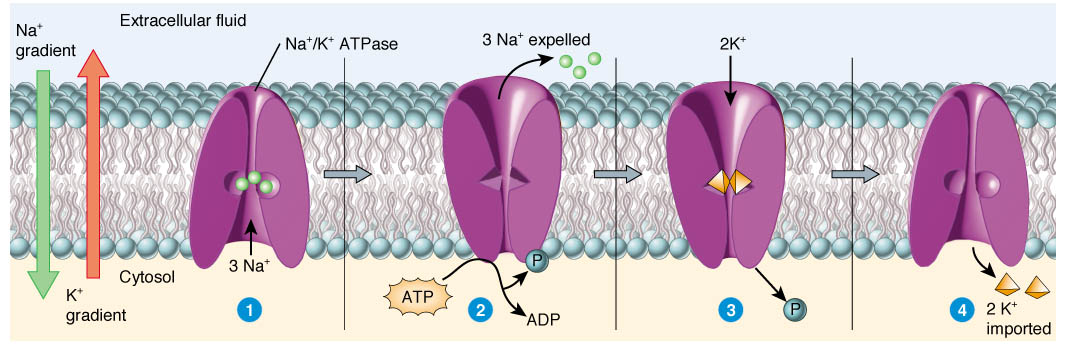 Extracellular fluid
Na⁺
gradient
Na⁺/K⁺ ATPase
3 Na⁺ expelled
2K⁺
3 Na⁺
Cytosol
K⁺
gradient
1
ATP
P
ADP
2
3
P
4
2 K⁺
imported